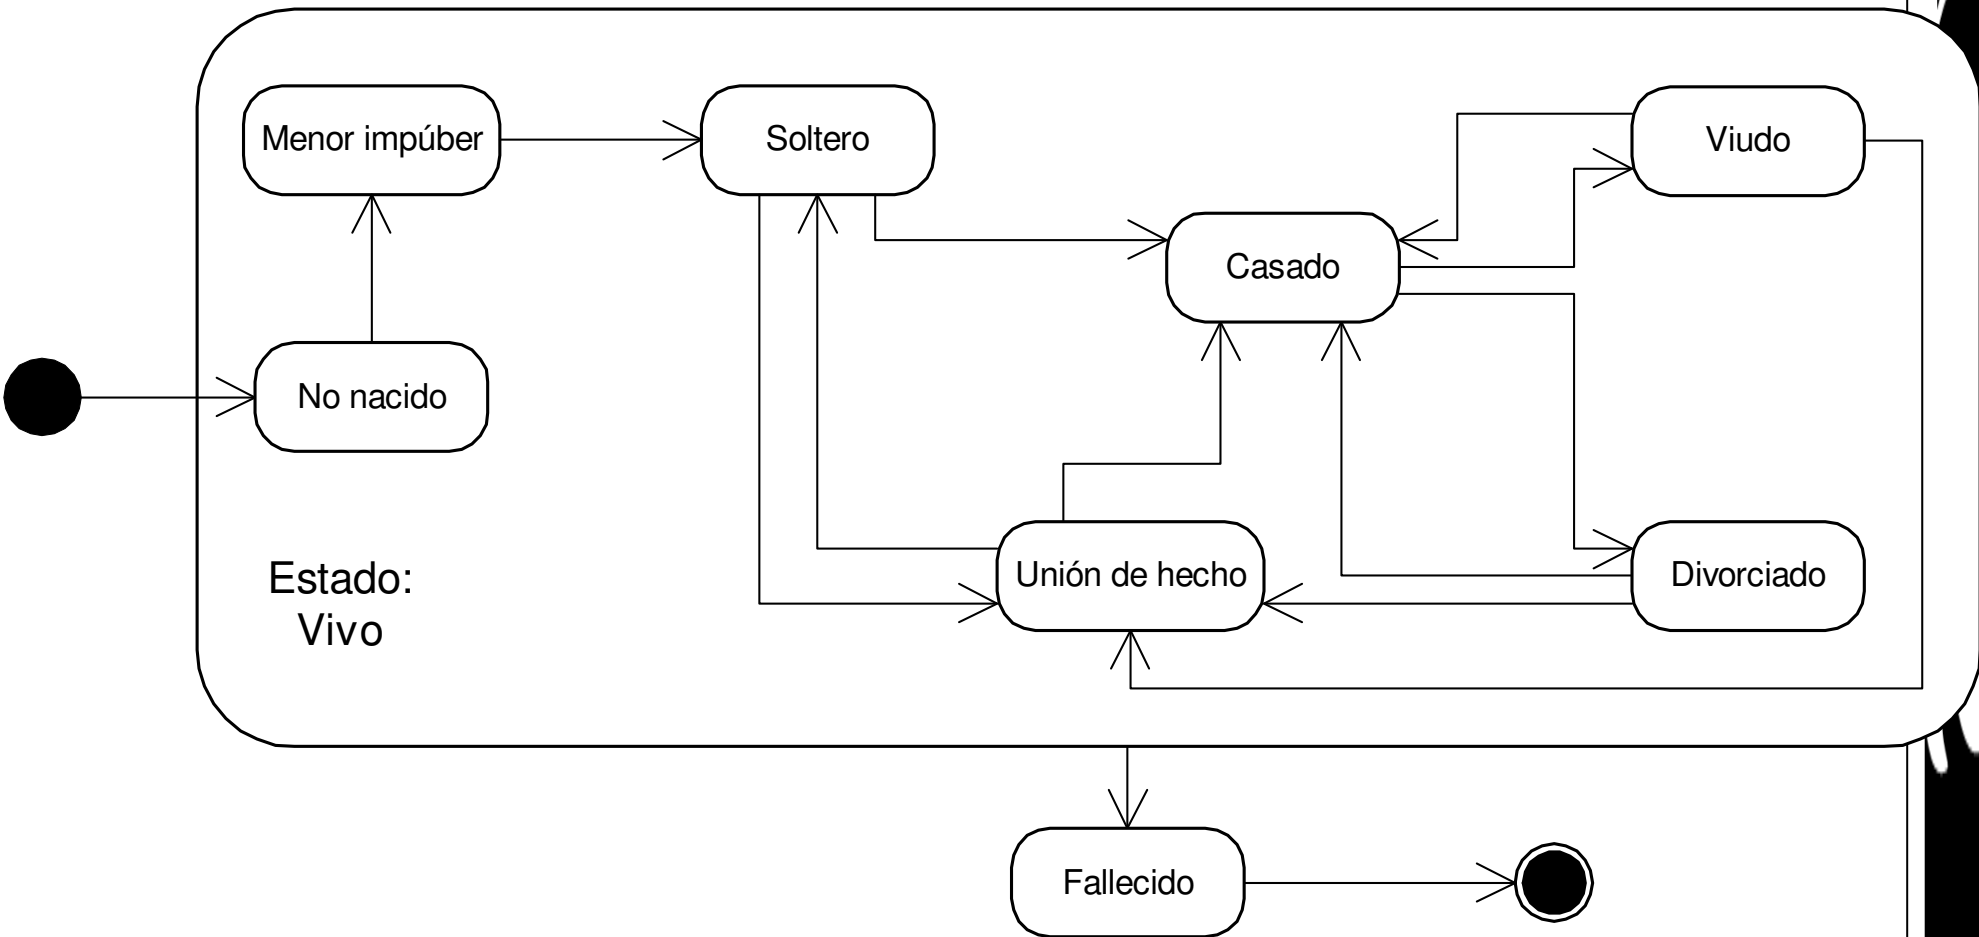 Menor impúber
Soltero
Viudo
Casado
No nacido
Unión de hecho
Divorciado
Estado:
Vivo
Fallecido